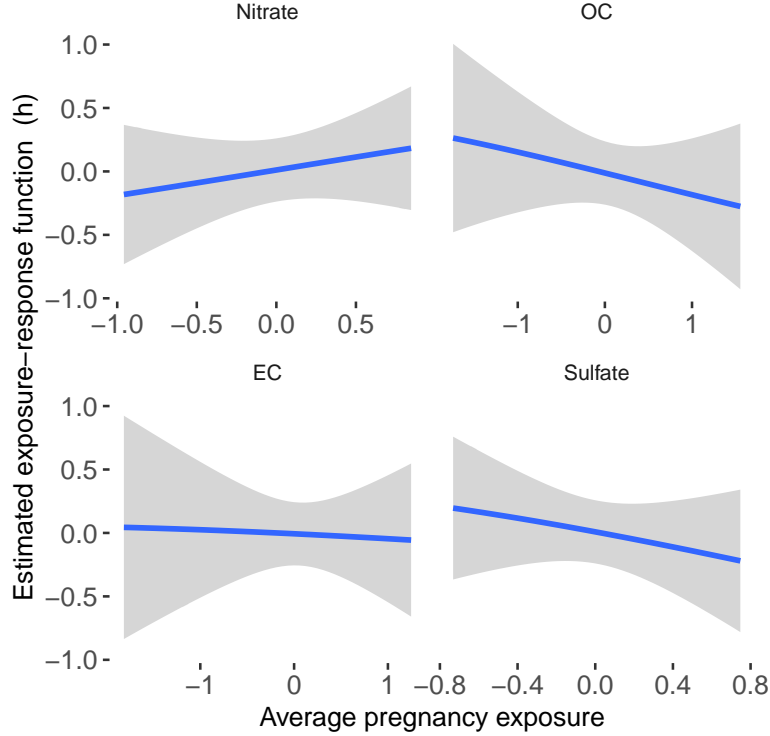 Nitrate OC
1.0
0.5
0.0
−0.5
−1.0
−1.0 −0.5 0.0 0.5 −1 0 1
EC Sulfate
1.0
0.5
0.0
−0.5
−1.0
−1 0 1 −0.8 −0.4 0.0 0.4 0.8
Average pregnancy exposure
Estimated exposure−response function (h)